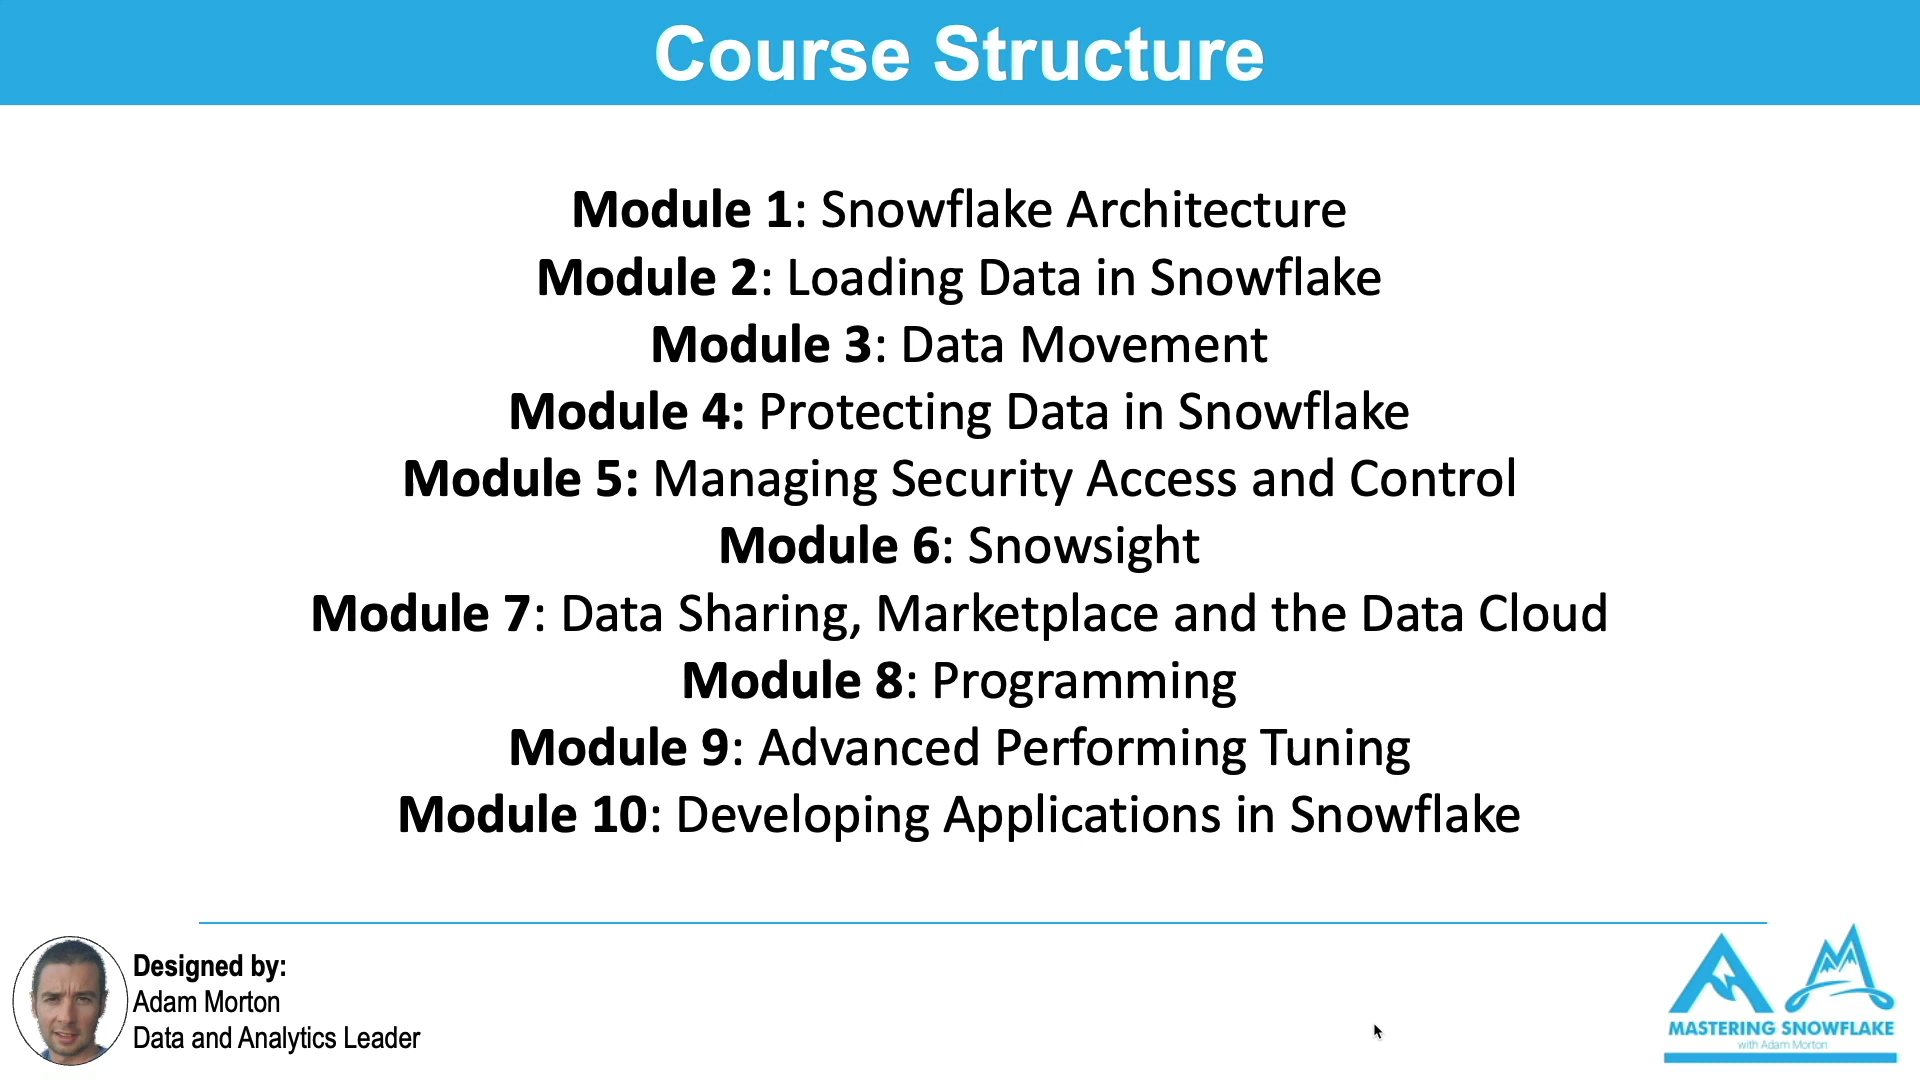 Course Structure
Module 1: Snowflake Architecture
Module 2: Loading Data in Snowflake
Module 3: Data Movement
Module 4: Protecting Data in Snowflake
Module 5: Managing Security Access and Control
Module 6: Snowsight
Module 7: Data Sharing, Marketplace and the Data Cloud
Module 8: Programming
Module 9: Advanced Performing Tuning
Module 10: Developing Applications in Snowflake
Designed by:
Adam Morton
Data and Analytics Leader
MASTERING SNOWFLAKE
with Adam Morton